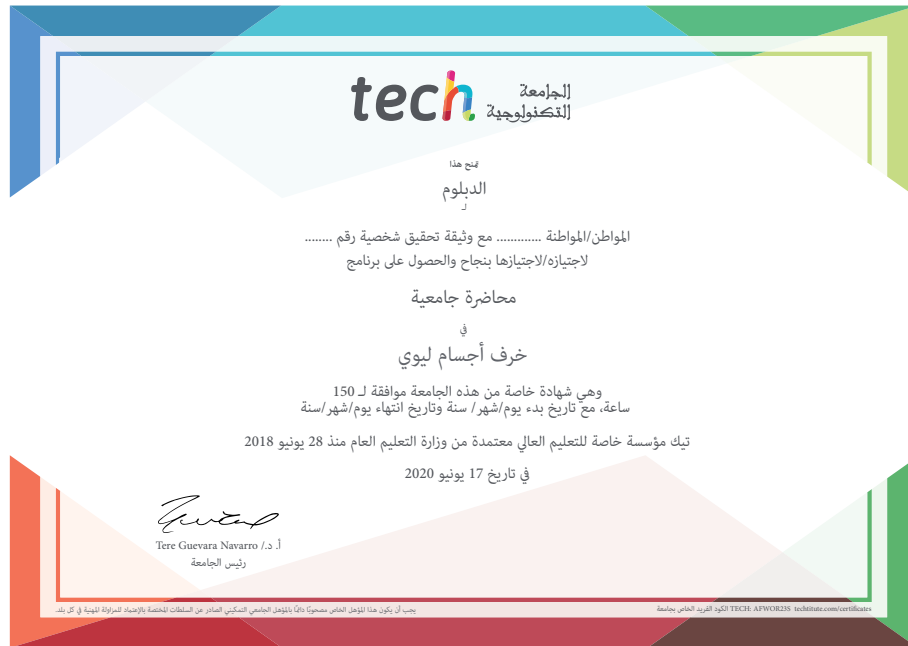 tech الجامعة
التكنولوجية
تمنح هذا
الدبلوم
لـ
المواطن/المواطنة ............. مع وثيقة تحقيق شخصية رقم ........
لاجتيازه/لاجتيازها بنجاح والحصول على برنامج
محاضرة جامعية
في
خرف أجسام ليوي
وهي شهادة خاصة من هذه الجامعة موافقة لـ 150
ساعة، مع تاريخ بدء يوم/شهر/ سنة وتاريخ انتهاء يوم/شهر/سنة
تيك مؤسسة خاصة للتعليم العالي معتمدة من وزارة التعليم العام منذ 28 يونيو 2018
في تاريخ 17 يونيو 2020
أ. د./ Tere Guevara Navarro
رئيس الجامعة
يجب أن يكون هذا المؤهل الخاص مصحوبًا دائمًا بالمؤهل الجامعي التمكيني الصادر عن السلطات المختصة بالإعتماد للمزاولة المهنية في كل بلد.
الكود الفريد الخاص بجامعة TECH: AFWOR23S techtitute.com/certificates